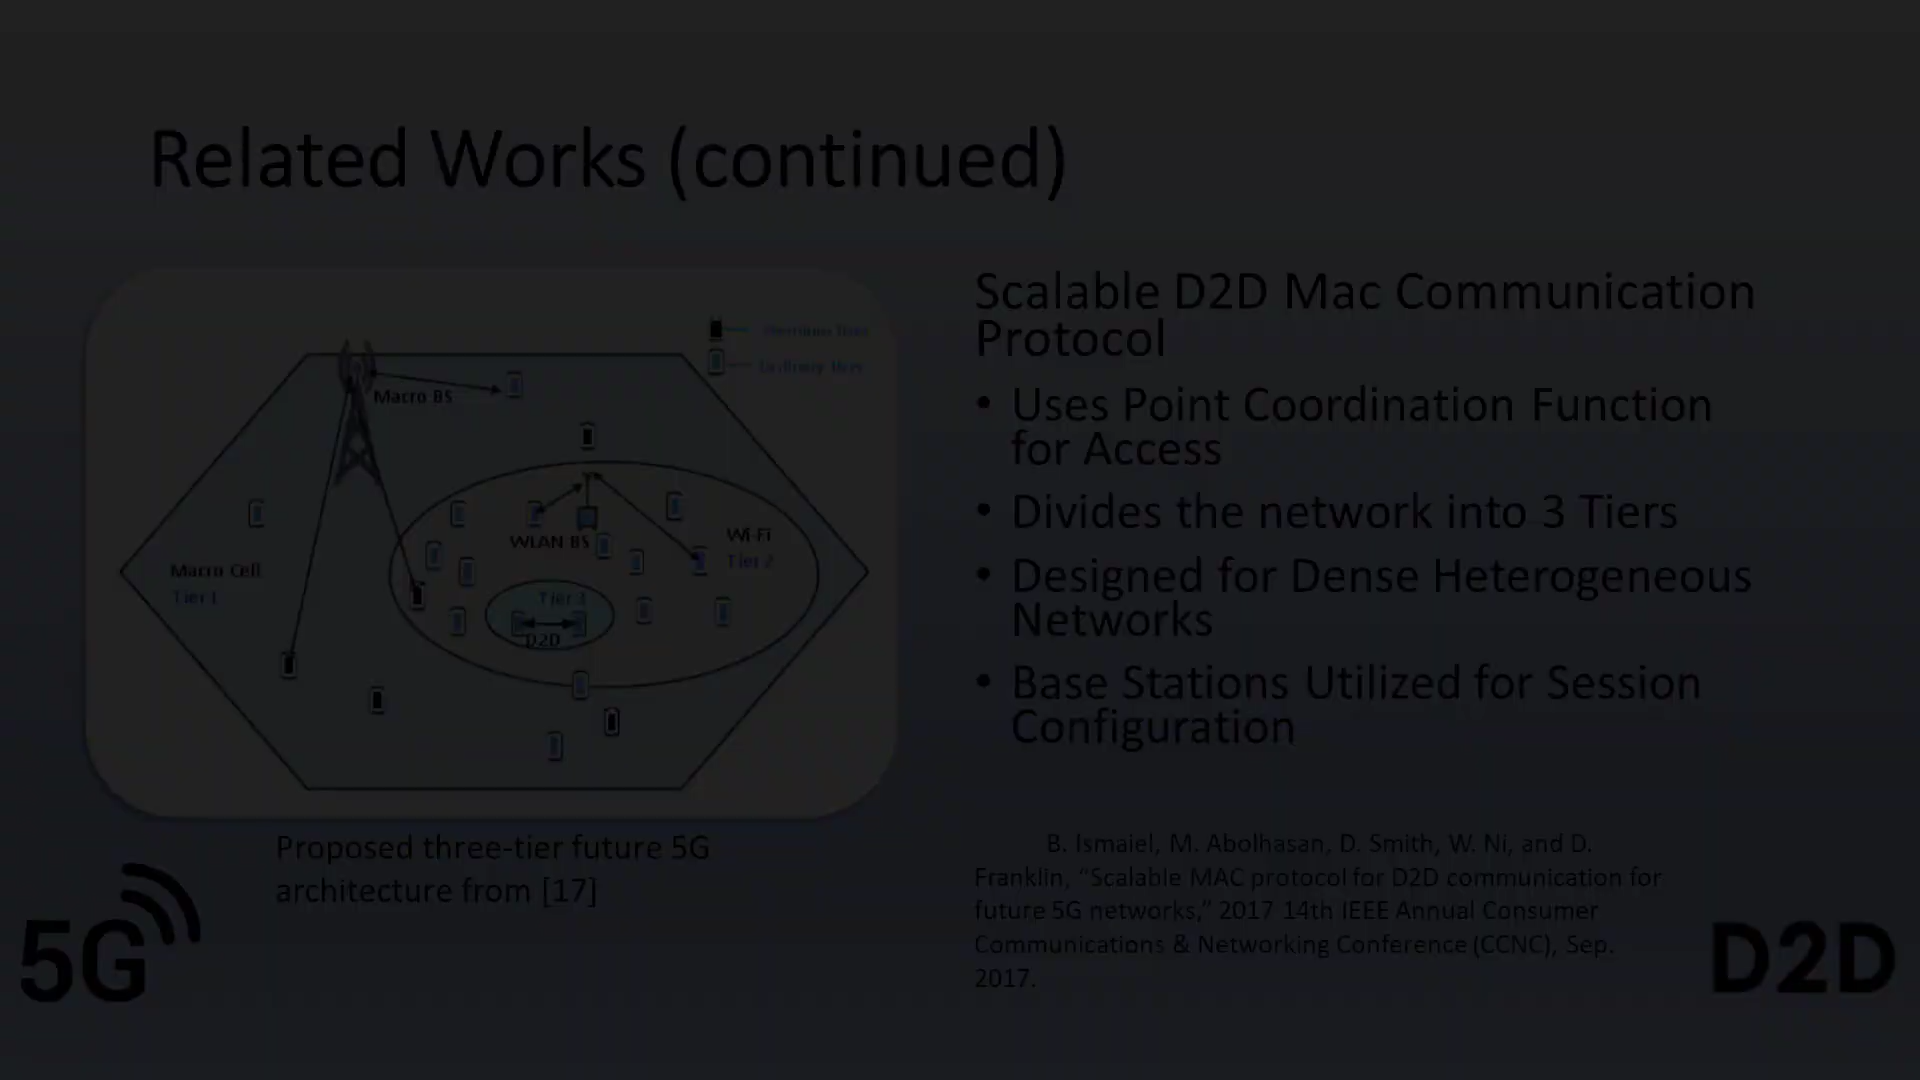 Related Works (continued)
Macro BS
WLAN BS
Wi-Fi
Tier 2
Macro Cell
Tier 1
Tier 3
D2D
Proposed three-tier future 5G
architecture from [17]
Scalable D2D Mac Communication
Protocol
• Uses Point Coordination Function
for Access
• Divides the network into 3 Tiers
• Designed for Dense Heterogeneous
Networks
• Base Stations Utilized for Session
Configuration
B. Ismaiel, M. Abolhasan, D. Smith, W. Ni, and D.
Franklin, “Scalable MAC protocol for D2D communication for
future 5G networks,” 2017 14th IEEE Annual Consumer
Communications & Networking Conference (CCNC), Sep.
2017.
5G
D2D